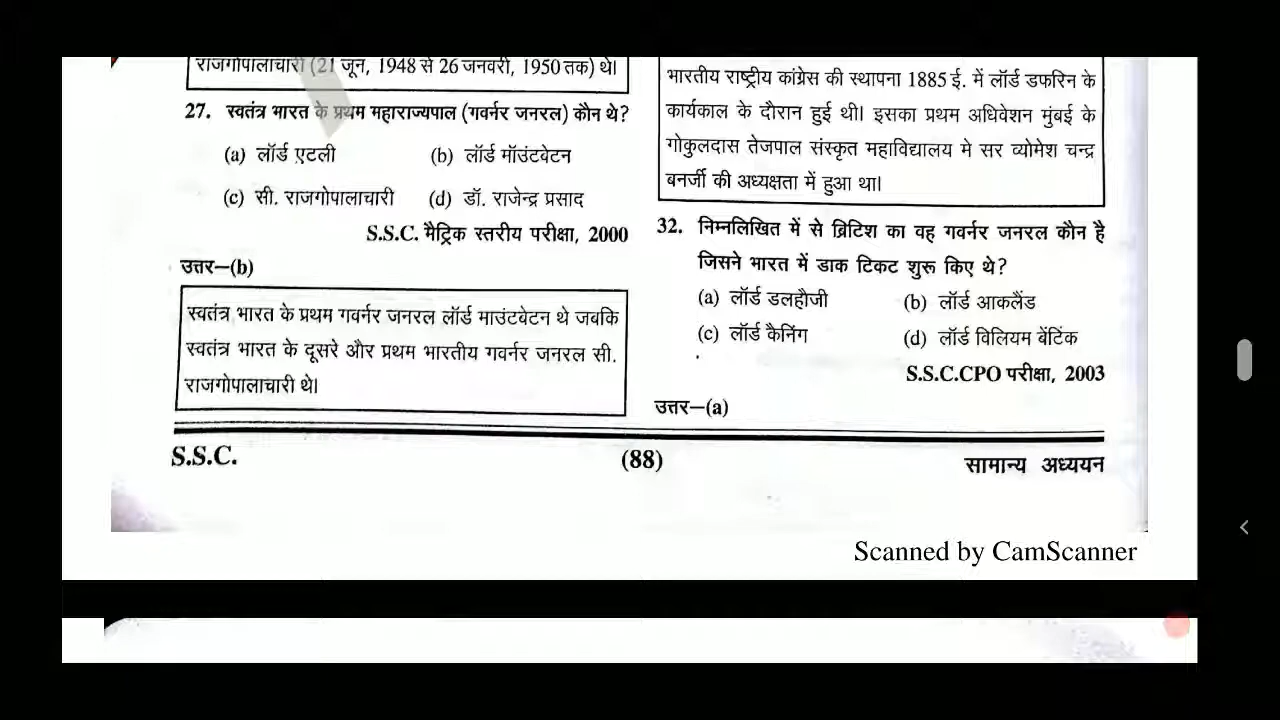 राजगोपालाचारी (21 जून, 1948 से 26 जनवरी, 1950 तक) थे।
27. स्वतंत्र भारत के प्रथम महाराज्यपाल (गवर्नर जनरल) कौन थे?
(a) लॉर्ड एटली (b) लॉर्ड मॉउंटबेटन
(c) सी. राजगोपालाचारी (d) डॉ. राजेन्द्र प्रसाद
S.S.C. मैट्रिक स्तरीय परीक्षा, 2000
उत्तर–(b)
स्वतंत्र भारत के प्रथम गवर्नर जनरल लॉर्ड माउंटबेटन थे जबकि
स्वतंत्र भारत के दूसरे और प्रथम भारतीय गवर्नर जनरल सी.
राजगोपालाचारी थे।
भारतीय राष्ट्रीय कांग्रेस की स्थापना 1885 ई. में लॉर्ड डफरिन के
कार्यकाल के दौरान हुई थी। इसका प्रथम अधिवेशन मुंबई के
गोकुलदास तेजपाल संस्कृत महाविद्यालय मे सर व्योमेश चन्द्र
बनर्जी की अध्यक्षता में हुआ था।
32. निम्नलिखित में से ब्रिटिश का वह गवर्नर जनरल कौन है
जिसने भारत में डाक टिकट शुरू किए थे?
(a) लॉर्ड डलहौजी (b) लॉर्ड आकलैंड
(c) लॉर्ड कैनिंग (d) लॉर्ड विलियम बेंटिंक
S.S.C.CPO परीक्षा, 2003
उत्तर–(a)
S.S.C. (88) सामान्य अध्ययन
Scanned by CamScanner